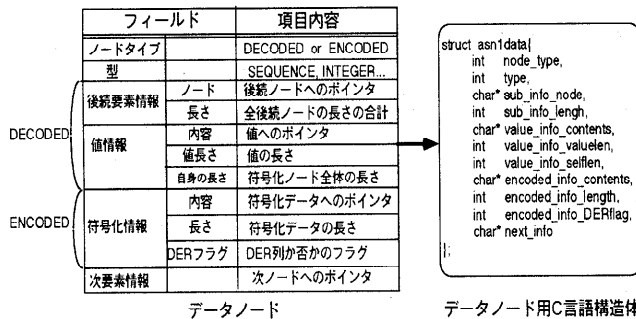 フィールド 項目内容
ノードタイプ DECODED or ENCODED
型 SEQUENCE, INTEGER...
DECODED
後続要素情報 ノード 後続ノードへのポインタ
長さ 全後続ノードの長さの合計
値情報 内容 値へのポインタ
値長さ 値の長さ
自身の長さ 符号化ノード全体の長さ
ENCODED
符号化情報 内容 符号化データへのポインタ
長さ 符号化データの長さ
DERフラグ DER列か否かのフラグ
次要素情報 次ノードへのポインタ
データノード
struct asn1data{
int node_type,
int type,
char* sub_info_node,
int sub_info_lengh,
char* value_info_contents,
int value_info_valuelen,
int value_info_selflen,
char* encoded_info_contents,
int encoded_info_length,
int encoded_info_DERflag,
char* next_info
};
データノード用C言語構造体